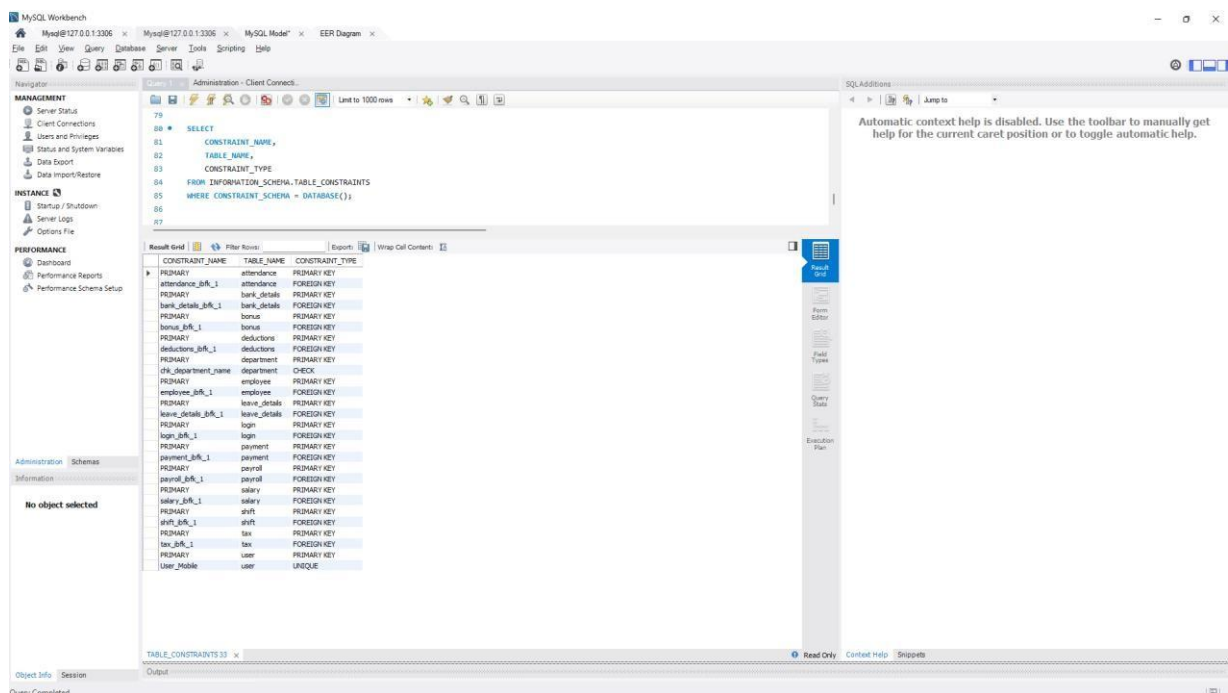 MySQL Workbench
Mysql@127.0.0.1:3306 × Mysql@127.0.0.1:3306 × MySQL Model* × EER Diagram ×
File Edit View Query Database Server Tools Scripting Help
Navigator
MANAGEMENT
Server Status
Client Connections
Users and Privileges
Status and System Variables
Data Export
Data Import/Restore
INSTANCE
Startup / Shutdown
Server Logs
Options File
PERFORMANCE
Dashboard
Performance Reports
Performance Schema Setup
Administration Schemas
Information
No object selected
Object Info Session
Query Completed
Query 1 × Administration - Client Connecti...
Limit to 1000 rows
79
80 SELECT
81 CONSTRAINT_NAME,
82 TABLE_NAME,
83 CONSTRAINT_TYPE
84 FROM INFORMATION_SCHEMA.TABLE_CONSTRAINTS
85 WHERE CONSTRAINT_SCHEMA = DATABASE();
86
87
Result Grid Filter Rows: Export: Wrap Cell Content:
CONSTRAINT_NAME TABLE_NAME CONSTRAINT_TYPE
PRIMARY attendance PRIMARY KEY
attendance_ibfk_1 attendance FOREIGN KEY
PRIMARY bank_details PRIMARY KEY
bank_details_ibfk_1 bank_details FOREIGN KEY
PRIMARY bonus PRIMARY KEY
bonus_ibfk_1 bonus FOREIGN KEY
PRIMARY deductions PRIMARY KEY
deductions_ibfk_1 deductions FOREIGN KEY
PRIMARY department PRIMARY KEY
chk_department_name department CHECK
PRIMARY employee PRIMARY KEY
employee_ibfk_1 employee FOREIGN KEY
PRIMARY leave_details PRIMARY KEY
leave_details_ibfk_1 leave_details FOREIGN KEY
PRIMARY login PRIMARY KEY
login_ibfk_1 login FOREIGN KEY
PRIMARY payment PRIMARY KEY
payment_ibfk_1 payment FOREIGN KEY
PRIMARY payroll PRIMARY KEY
payroll_ibfk_1 payroll FOREIGN KEY
PRIMARY salary PRIMARY KEY
salary_ibfk_1 salary FOREIGN KEY
PRIMARY shift PRIMARY KEY
shift_ibfk_1 shift FOREIGN KEY
PRIMARY tax PRIMARY KEY
tax_ibfk_1 tax FOREIGN KEY
PRIMARY user PRIMARY KEY
User_Mobile user UNIQUE
Result
Grid
Form
Editor
Field
Types
Query
Stats
Execution
Plan
TABLE_CONSTRAINTS 33 × Read Only
Output
SQLAdditions
Jump to
Automatic context help is disabled. Use the toolbar to manually get
help for the current caret position or to toggle automatic help.
Context Help Snippets